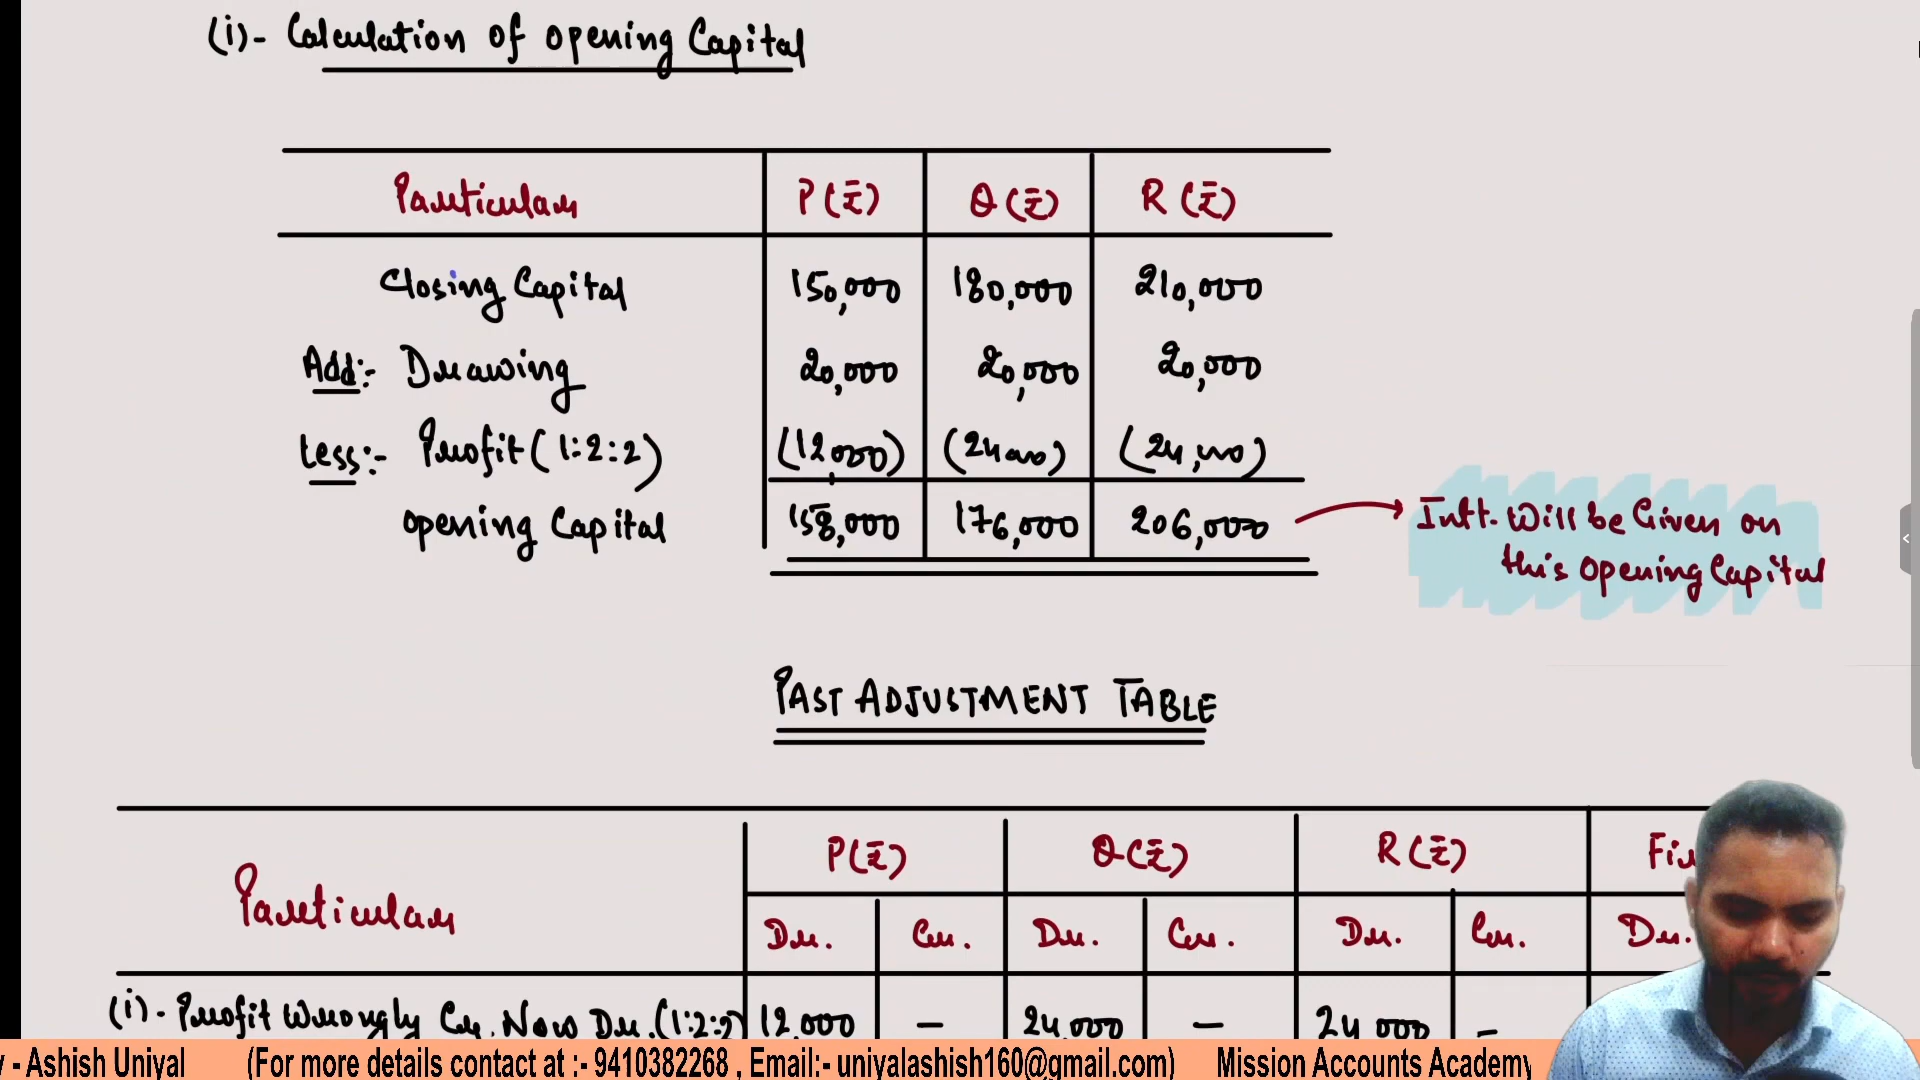 (i)- Calculation of opening Capital
Particulars P(₹) Q(₹) R(₹)
Closing Capital 150,000 180,000 210,000
Add:- Drawing 20,000 20,000 20,000
Less:- Profit(1:2:2) (12,000) (24000) (24,000)
opening Capital 158,000 176,000 206,000
Intt. Will be Given on
this opening Capital
PAST ADJUSTMENT TABLE
Particulars P(₹) Q(₹) R(₹)
Dr. Cr. Dr. Cr. Dr. Cr. Dr.
(i)- Profit Wrongly Cr. Now Dr. (1:2:2) 12,000 — 24,000 — 24,000 —
- Ashish Uniyal (For more details contact at :- 9410382268 , Email:- uniyalashish160@gmail.com) Mission Accounts Academy